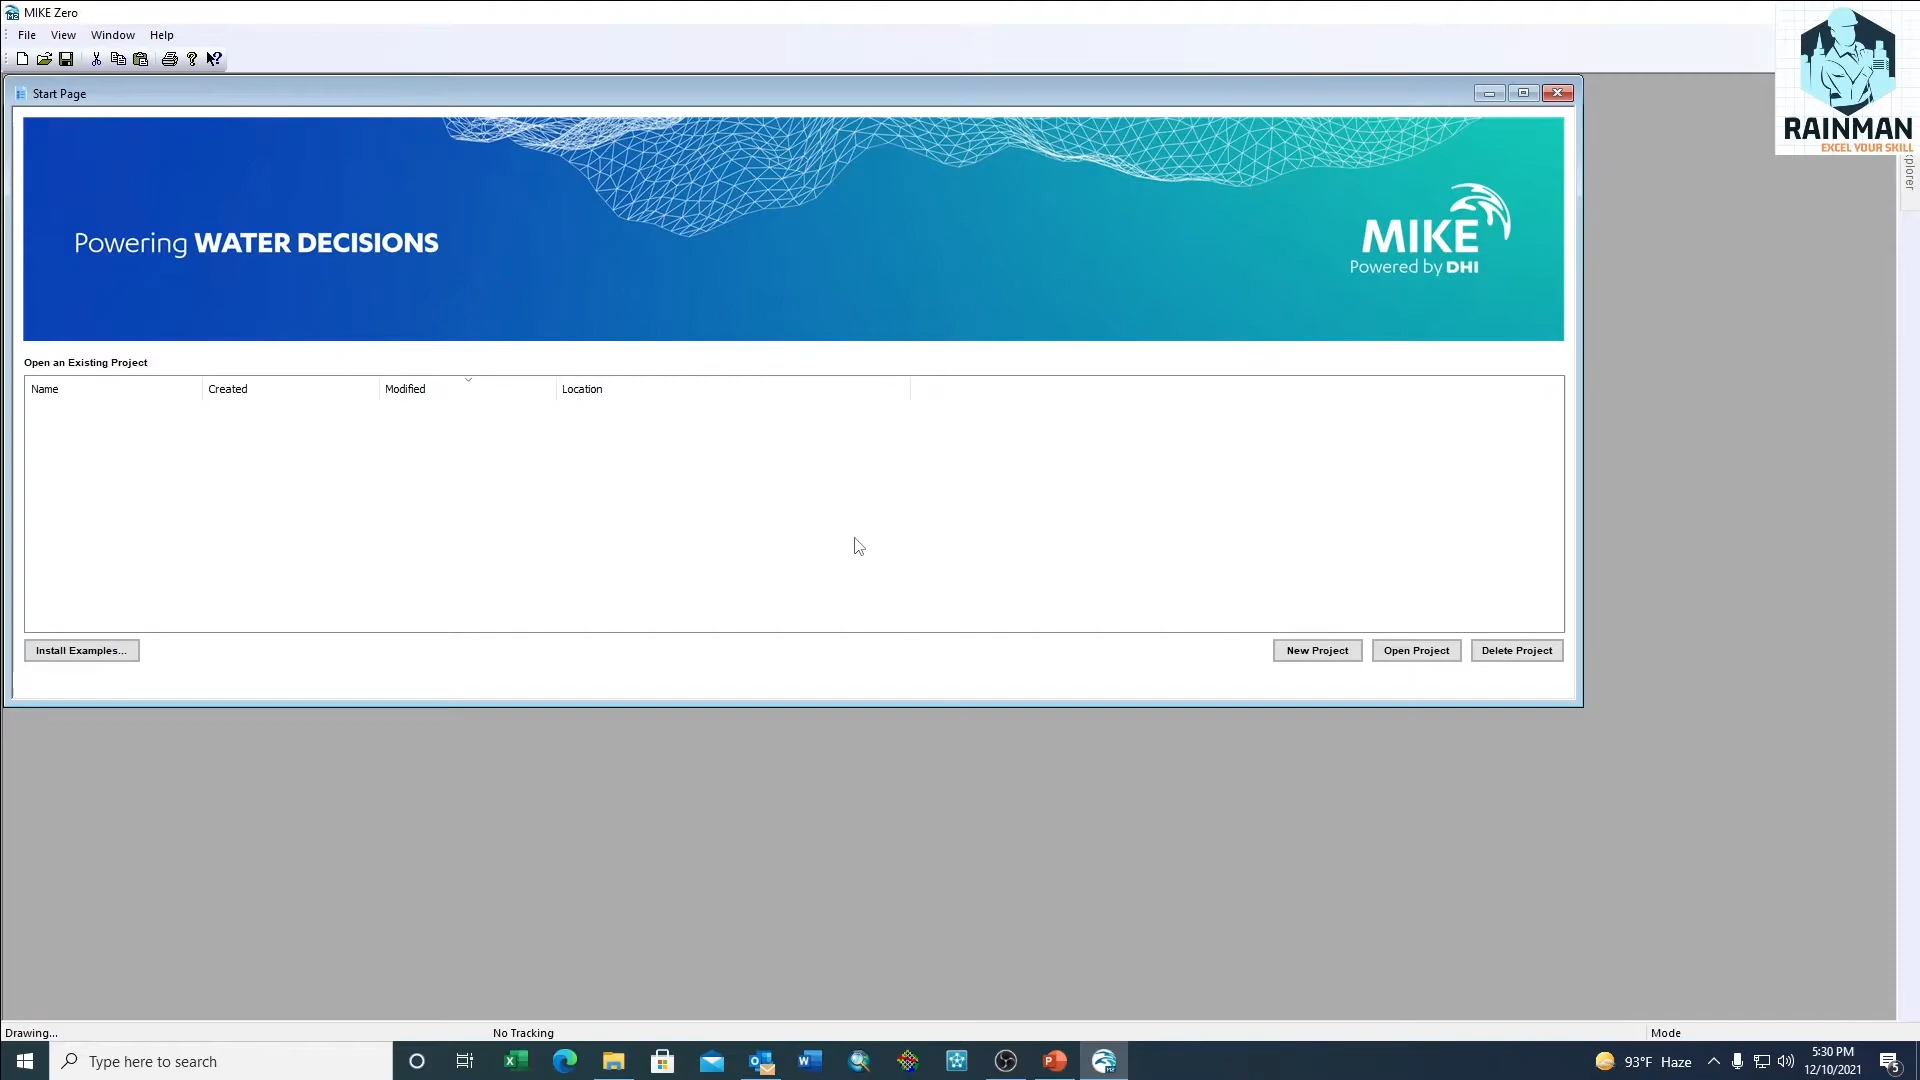 MIKE Zero
File View Window Help
RAINMAN
EXCEL YOUR SKILL
plorer
Start Page
Powering WATER DECISIONS
MIKE
Powered by DHI
Open an Existing Project
Name Created Modified Location
Install Examples... New Project Open Project Delete Project
Drawing... No Tracking Mode
Type here to search
93°F Haze
5:30 PM
12/10/2021
5